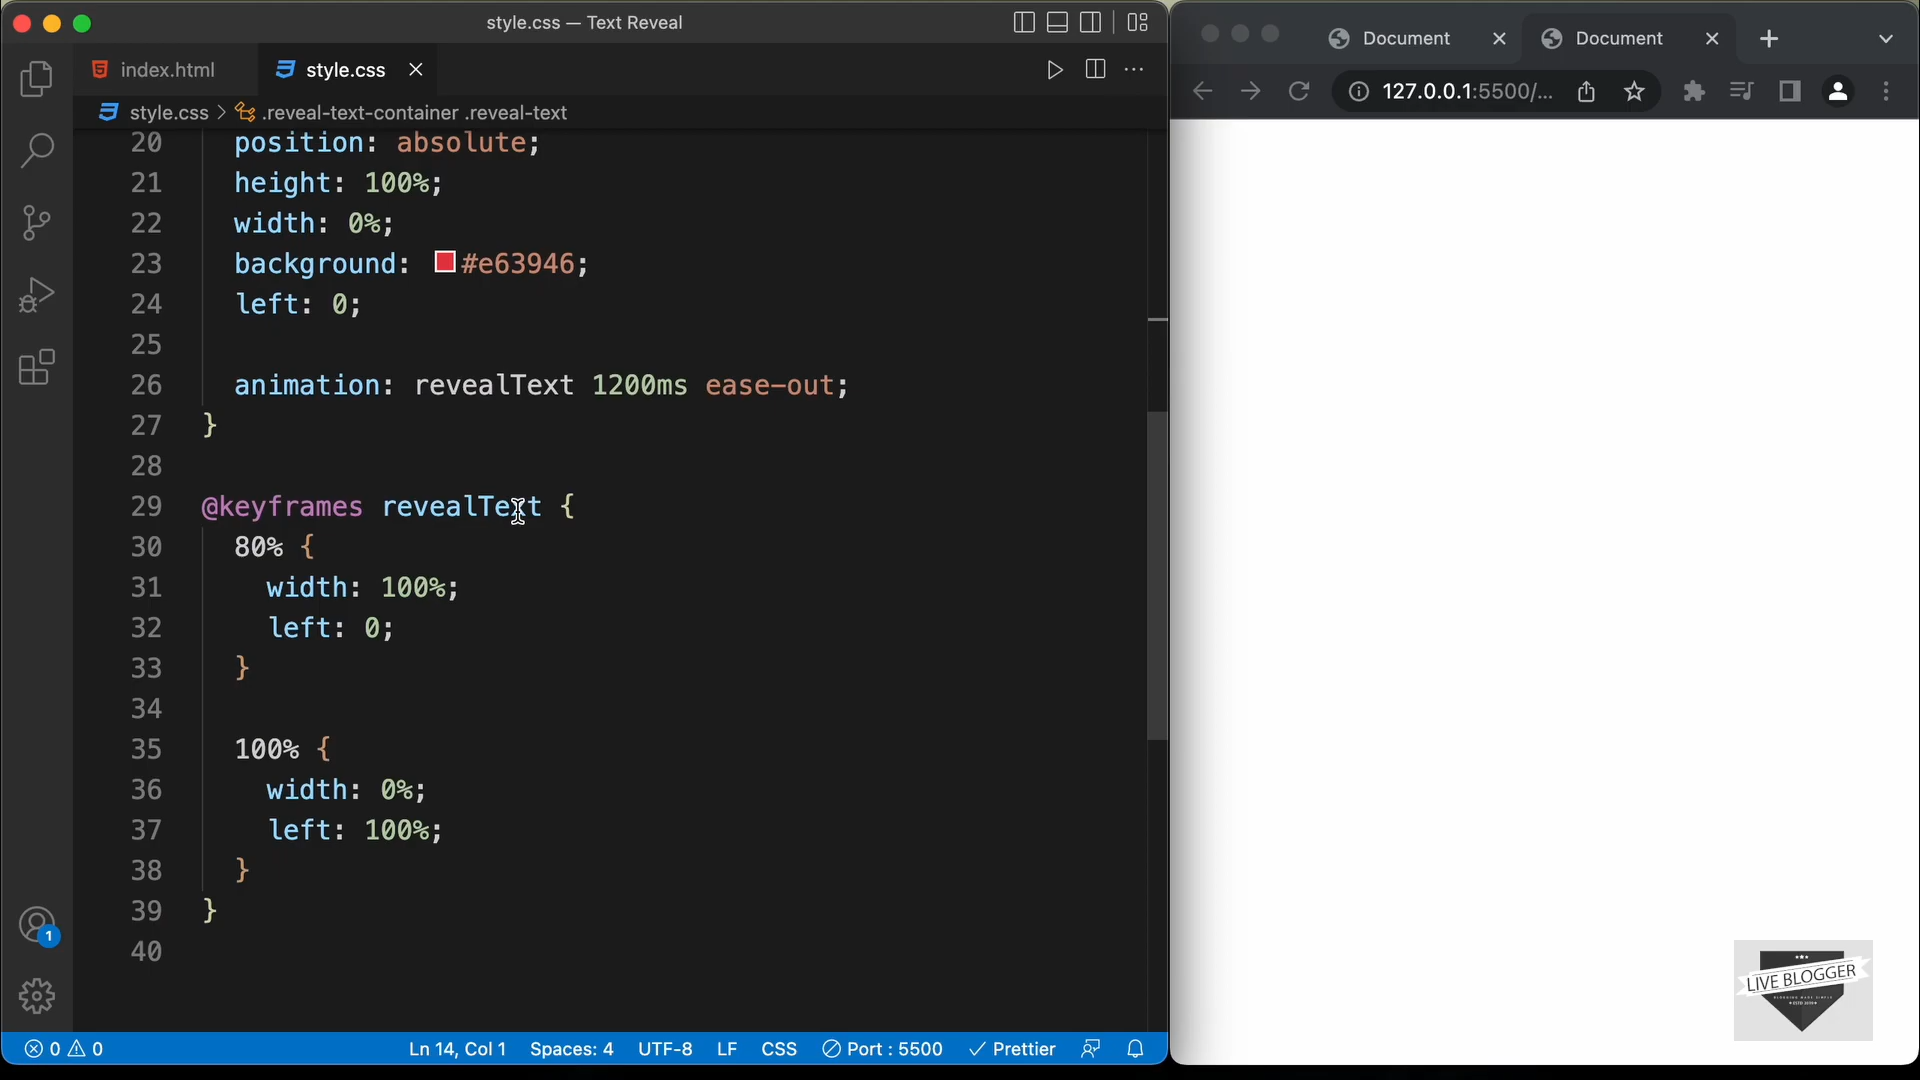 style.css — Text Reveal
index.html
style.css
style.css > .reveal-text-container .reveal-text
20 position: absolute;
21 height: 100%;
22 width: 0%;
23 background: #e63946;
24 left: 0;
25
26 animation: revealText 1200ms ease-out;
27 }
28
29 @keyframes revealText {
30 80% {
31 width: 100%;
32 left: 0;
33 }
34
35 100% {
36 width: 0%;
37 left: 100%;
38 }
39 }
40
1
0 0
Ln 14, Col 1 Spaces: 4 UTF-8 LF CSS Port : 5500 Prettier
Document
Document
127.0.0.1:5500/...
LIVE BLOGGER